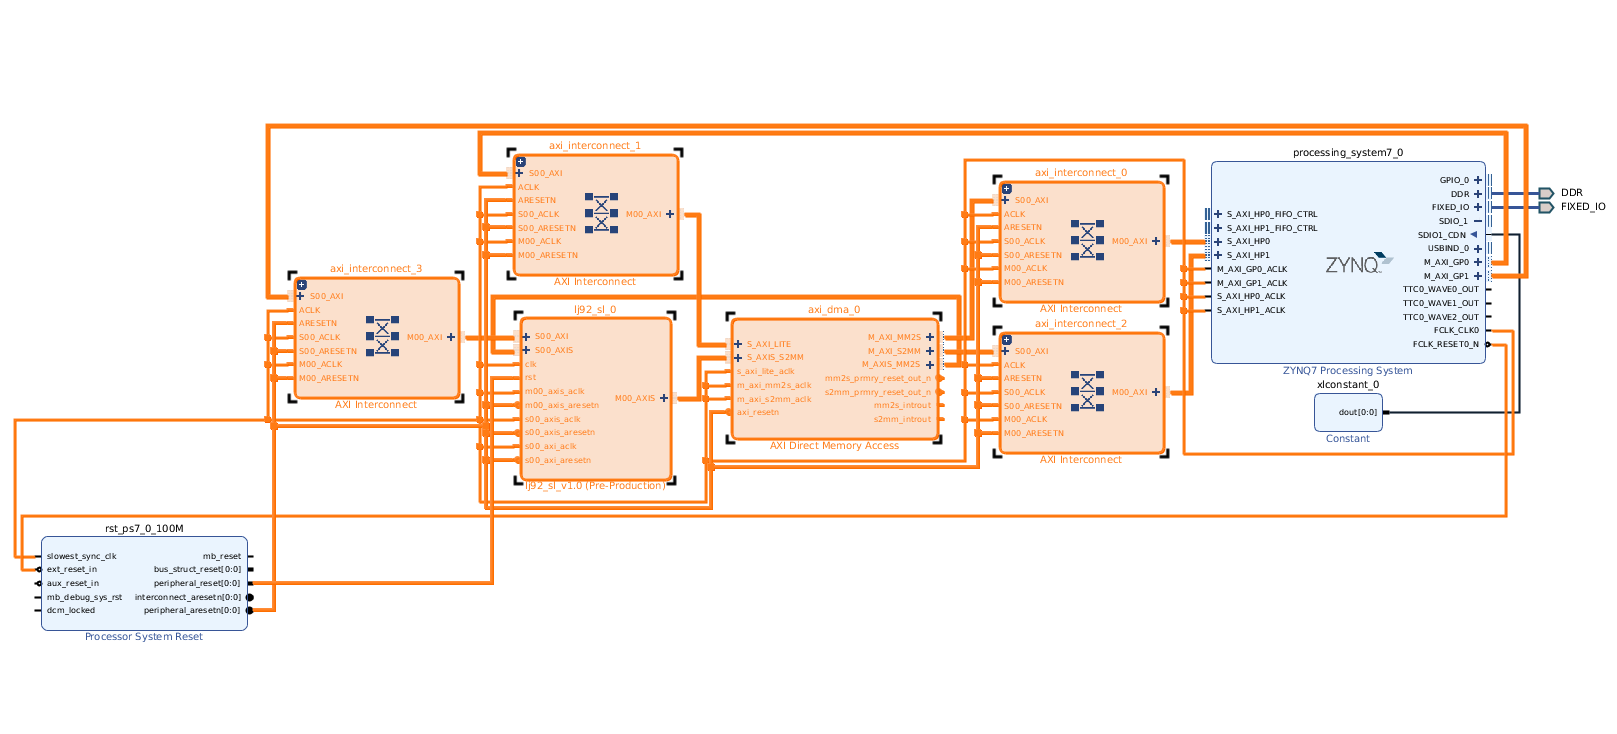 axi_interconnect_3
S00_AXI
ACLK
ARESETN
S00_ACLK
S00_ARESETN
M00_ACLK
M00_ARESETN
M00_AXI
AXI Interconnect
axi_interconnect_1
S00_AXI
ACLK
ARESETN
S00_ACLK
S00_ARESETN
M00_ACLK
M00_ARESETN
M00_AXI
AXI Interconnect
lj92_sl_0
S00_AXI
S00_AXIS
clk
rst
m00_axis_aclk
m00_axis_aresetn
s00_axis_aclk
s00_axis_aresetn
s00_axi_aclk
s00_axi_aresetn
M00_AXIS
lj92_sl_v1.0 (Pre-Production)
axi_dma_0
S_AXI_LITE
S_AXIS_S2MM
s_axi_lite_aclk
m_axi_mm2s_aclk
m_axi_s2mm_aclk
axi_resetn
M_AXI_MM2S
M_AXI_S2MM
M_AXIS_MM2S
mm2s_prmry_reset_out_n
s2mm_prmry_reset_out_n
mm2s_introut
s2mm_introut
AXI Direct Memory Access
axi_interconnect_0
S00_AXI
ACLK
ARESETN
S00_ACLK
S00_ARESETN
M00_ACLK
M00_ARESETN
M00_AXI
AXI Interconnect
axi_interconnect_2
S00_AXI
ACLK
ARESETN
S00_ACLK
S00_ARESETN
M00_ACLK
M00_ARESETN
M00_AXI
AXI Interconnect
processing_system7_0
S_AXI_HP0_FIFO_CTRL
S_AXI_HP1_FIFO_CTRL
S_AXI_HP0
S_AXI_HP1
M_AXI_GP0_ACLK
M_AXI_GP1_ACLK
S_AXI_HP0_ACLK
S_AXI_HP1_ACLK
ZYNQ
GPIO_0
DDR
FIXED_IO
SDIO_1
SDIO1_CDN
USBIND_0
M_AXI_GP0
M_AXI_GP1
TTC0_WAVE0_OUT
TTC0_WAVE1_OUT
TTC0_WAVE2_OUT
FCLK_CLK0
FCLK_RESET0_N
ZYNQ7 Processing System
DDR
FIXED_IO
xlconstant_0
dout[0:0]
Constant
rst_ps7_0_100M
slowest_sync_clk
ext_reset_in
aux_reset_in
mb_debug_sys_rst
dcm_locked
mb_reset
bus_struct_reset[0:0]
peripheral_reset[0:0]
interconnect_aresetn[0:0]
peripheral_aresetn[0:0]
Processor System Reset